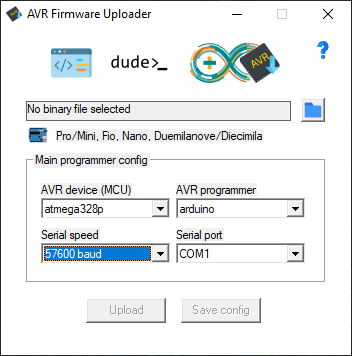 AVR Firmware Uploader
dude>_
AVR
?
No binary file selected
Pro/Mini, Fio, Nano, Duemilanove/Diecimila
Main programmer config
AVR device (MCU)
AVR programmer
atmega328p
arduino
Serial speed
Serial port
57600 baud
COM1
Upload
Save config